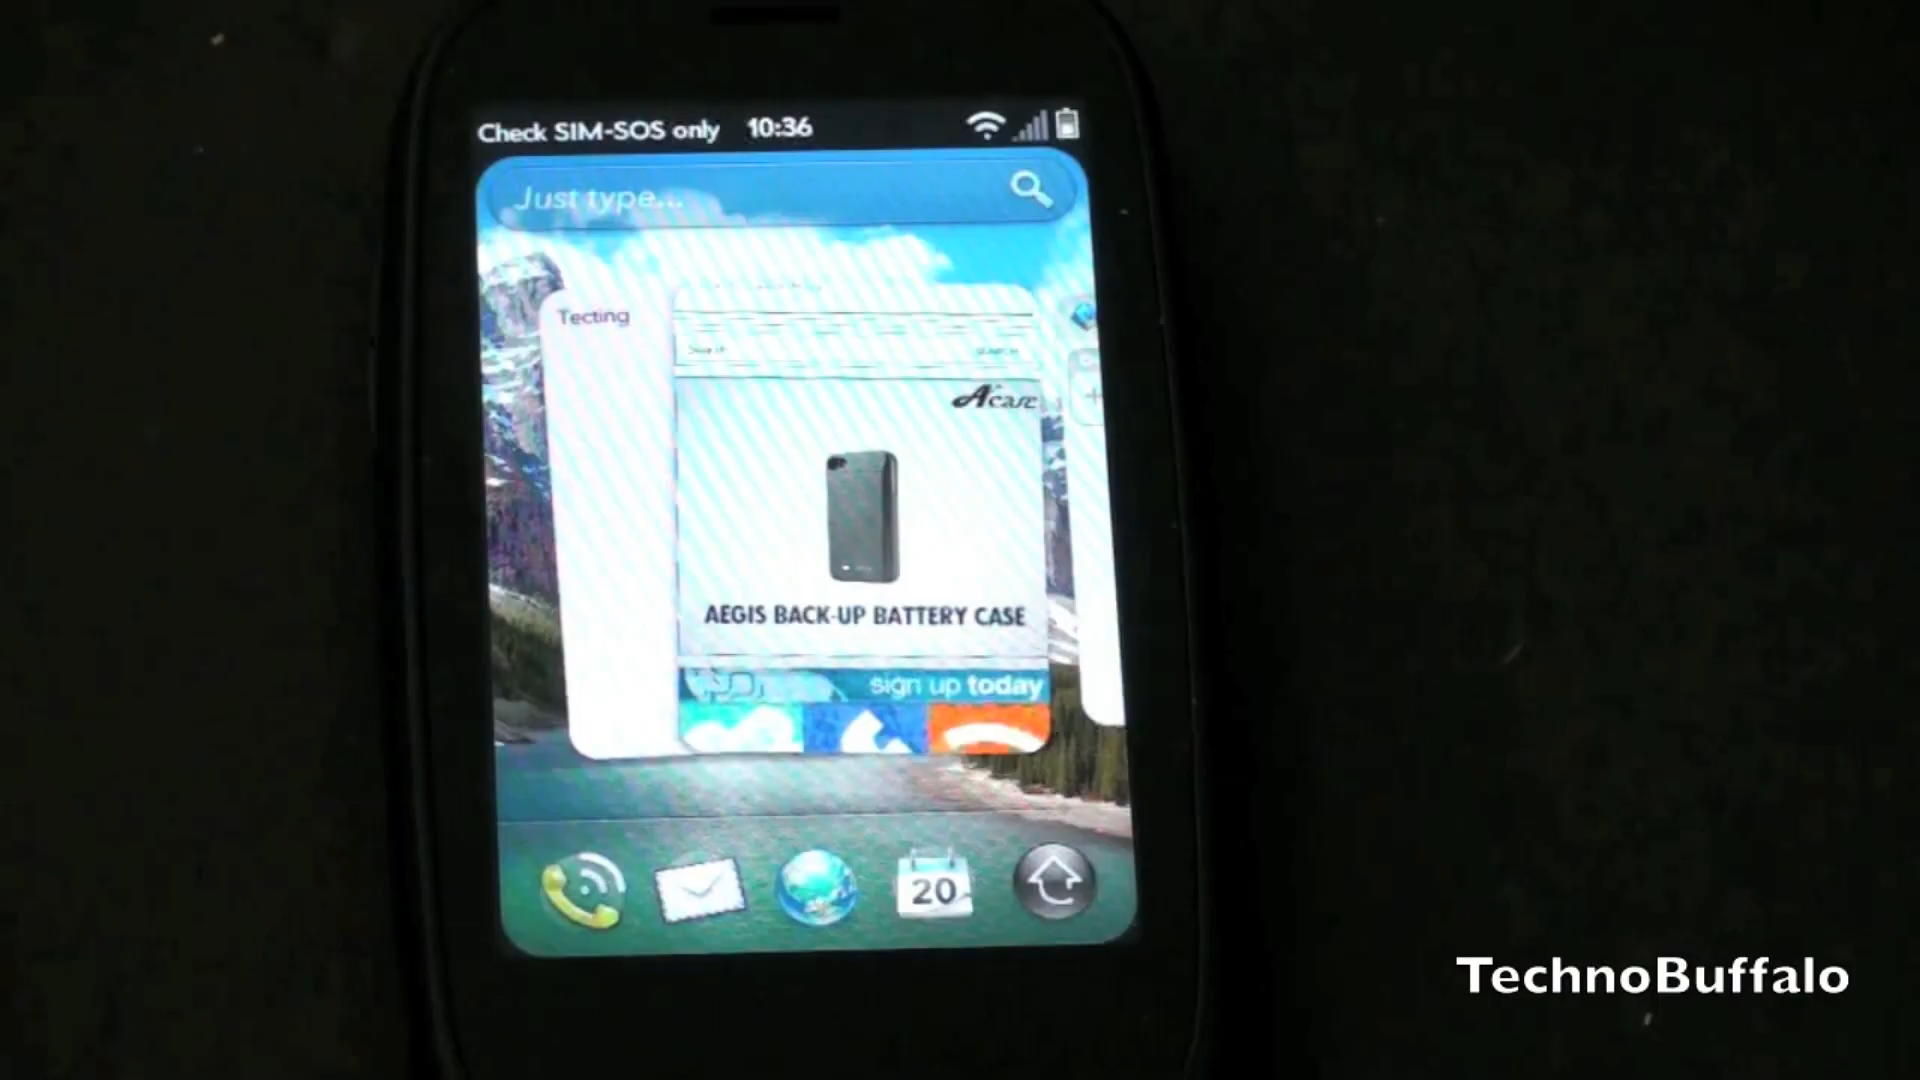 Check SIM-SOS only 10:36
Just type...
Tecting
Acase
AEGIS BACK-UP BATTERY CASE
sign up today
20
TechnoBuffalo